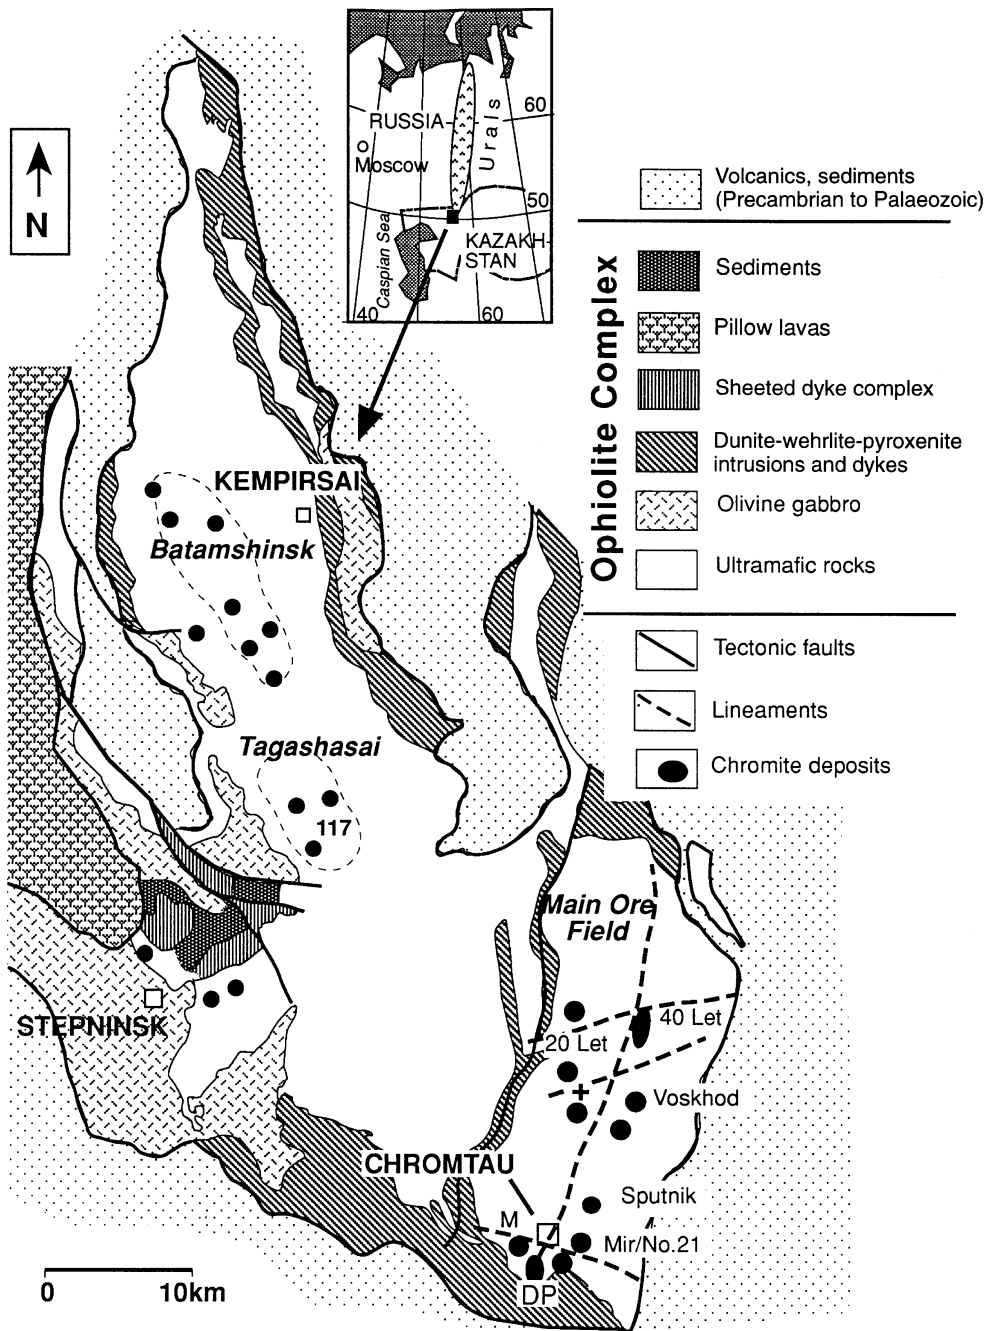 N
RUSSIA
Moscow
Urals
60
50
Caspian Sea
KAZAKH-
STAN
40
60
Volcanics, sediments
(Precambrian to Palaeozoic)
Ophiolite Complex
Sediments
Pillow lavas
Sheeted dyke complex
Dunite-wehrlite-pyroxenite
intrusions and dykes
Olivine gabbro
Ultramafic rocks
Tectonic faults
Lineaments
Chromite deposits
KEMPIRSAI
Batamshinsk
Tagashasai
117
Main Ore
Field
STEPNINSK
40 Let
20 Let
Voskhod
CHROMTAU
Sputnik
M
Mir/No.21
DP
0
10km